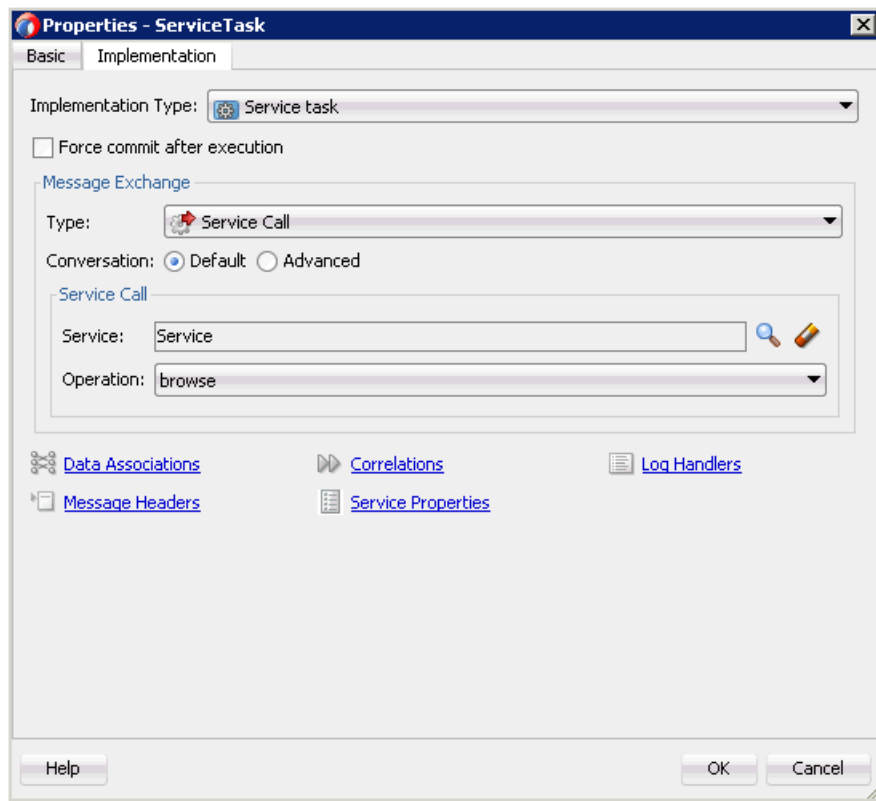 Properties - ServiceTask
Basic Implementation
Implementation Type: Service task
Force commit after execution
Message Exchange
Type: Service Call
Conversation: Default Advanced
Service Call
Service: Service
Operation: browse
Data Associations Correlations Log Handlers
Message Headers Service Properties
Help OK Cancel